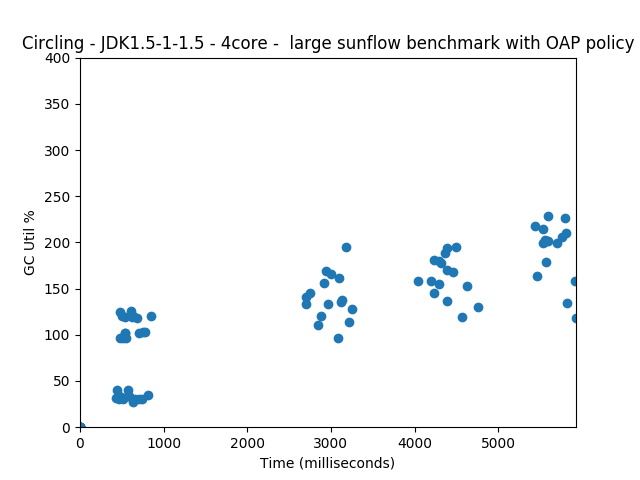 Circling - JDK1.5-1-1.5 - 4core -  large sunflow benchmark with OAP policy
400
350
300
250
200
150
100
50
0
GC Util %
0 1000 2000 3000 4000 5000
Time (milliseconds)